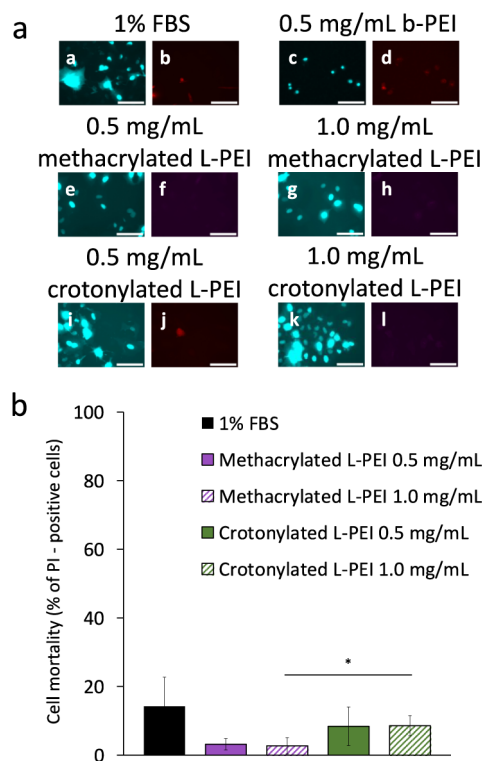 a
1% FBS 0.5 mg/mL b-PEI
a b c d
0.5 mg/mL 1.0 mg/mL
methacrylated L-PEI methacrylated L-PEI
e f g h
0.5 mg/mL 1.0 mg/mL
crotonylated L-PEI crotonylated L-PEI
i j k l
b
Cell mortality (% of PI - positive cells)
100
80
60
40
20
0
1% FBS
Methacrylated L-PEI 0.5 mg/mL
Methacrylated L-PEI 1.0 mg/mL
Crotonylated L-PEI 0.5 mg/mL
Crotonylated L-PEI 1.0 mg/mL
*